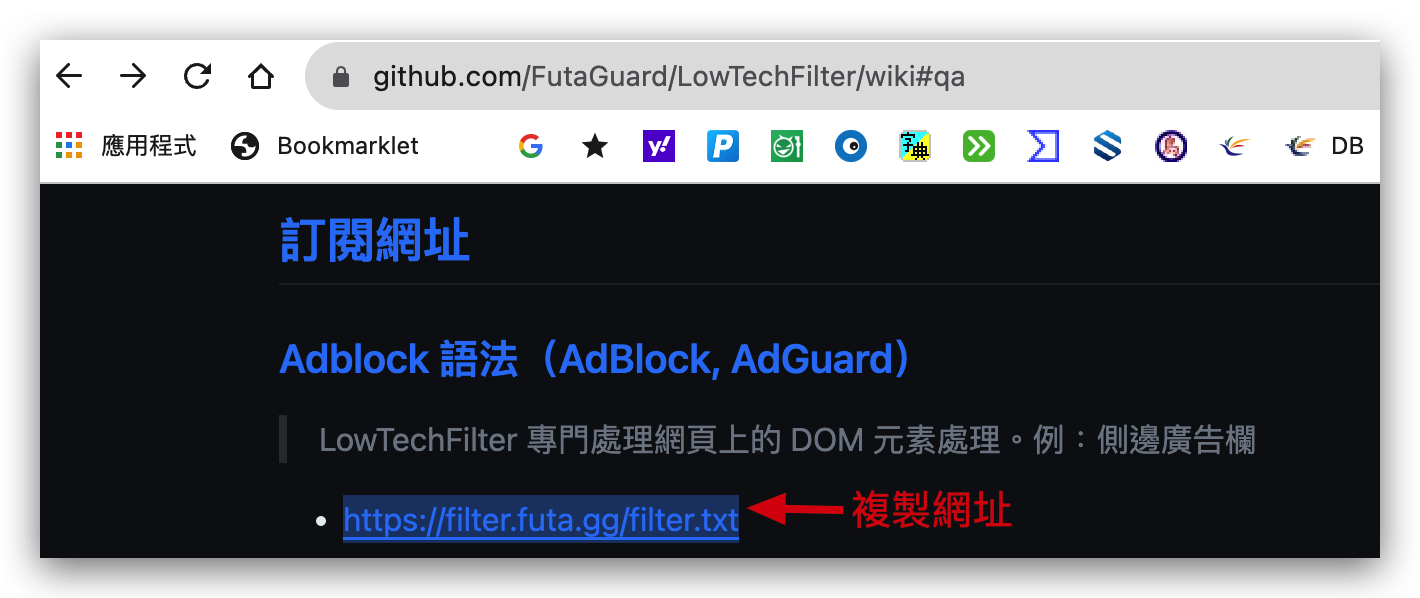 github.com/FutaGuard/LowTechFilter/wiki#qa
應用程式 Bookmarklet G y! P 字典 DB
訂閱網址
Adblock 語法（AdBlock, AdGuard）
LowTechFilter 專門處理網頁上的 DOM 元素處理。例：側邊廣告欄
https://filter.futa.gg/filter.txt 複製網址